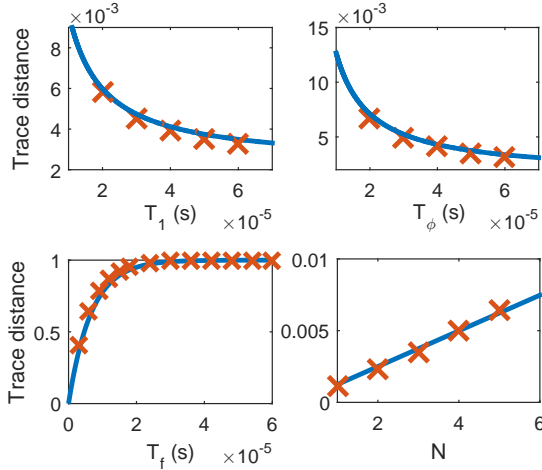 ×10⁻³
×10⁻³
Trace distance
8
6
4
2
15
10
5
2 4 6
2 4 6
T₁ (s) ×10⁻⁵
T_ϕ (s) ×10⁻⁵
Trace distance
1
0.5
0
0.01
0.005
0
0 2 4 6
2 4 6
T_f (s) ×10⁻⁵
N